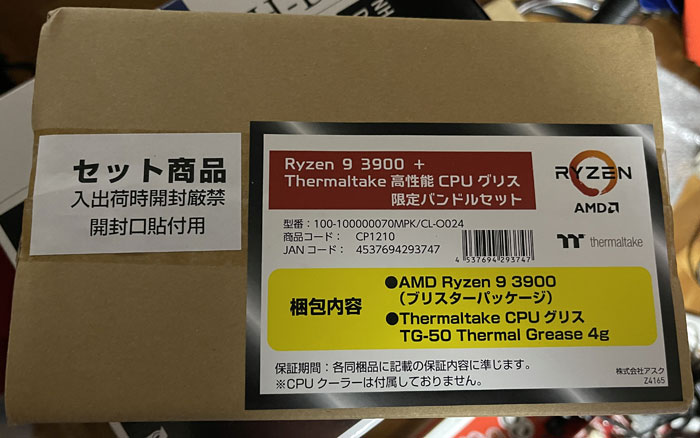 セット商品
入出荷時開封厳禁
開封口貼付用
Ryzen 9 3900 +
Thermaltake 高性能 CPU グリス
限定バンドルセット
RYZEN
AMD
thermaltake
型番：100-100000070MPK/CL-O024
商品コード： CP1210
JAN コード： 4537694293747
4 537694 293747
梱包内容
●AMD Ryzen 9 3900
（ブリスターパッケージ）
●Thermaltake CPU グリス
TG-50 Thermal Grease 4g
保証期間：各同梱品に記載の保証内容に準じます。
※CPU クーラーは付属しておりません。
株式会社アスク
Z4165